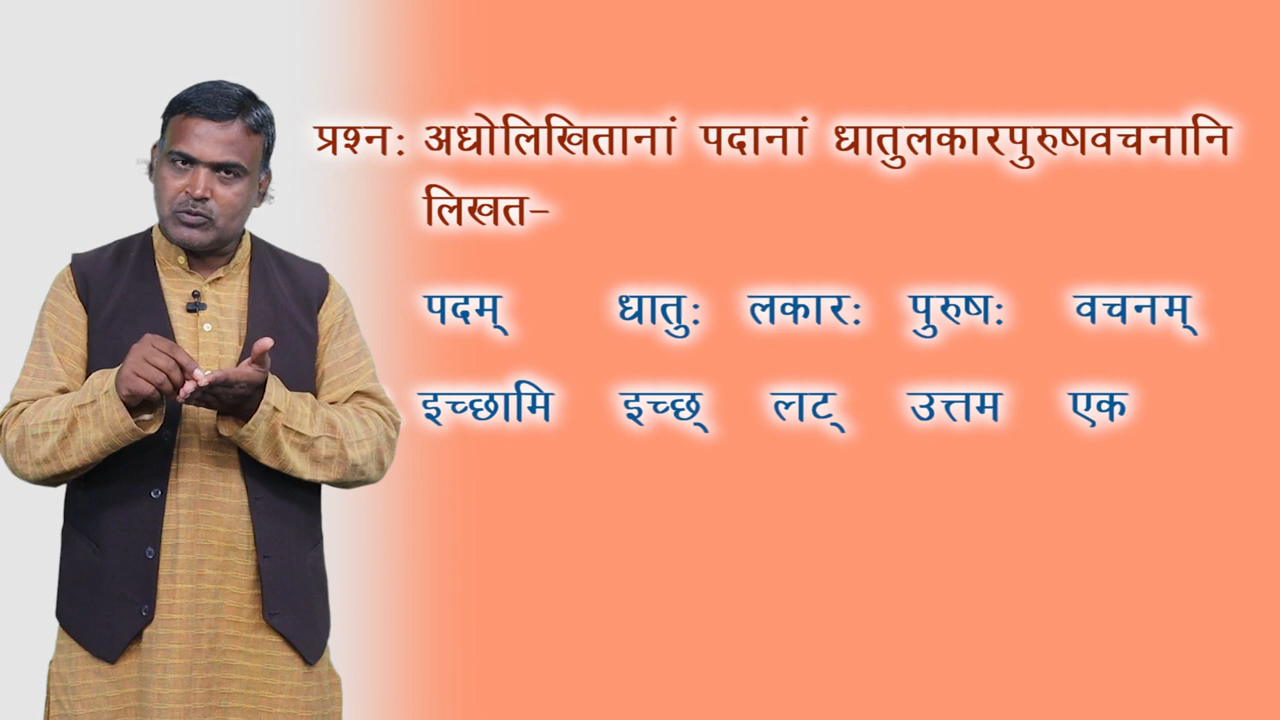 प्रश्न: अधोलिखितानां पदानां धातुलकारपुरुषवचनानि
लिखत-
पदम् धातु: लकार: पुरुष: वचनम्
इच्छामि इच्छ् लट् उत्तम एक